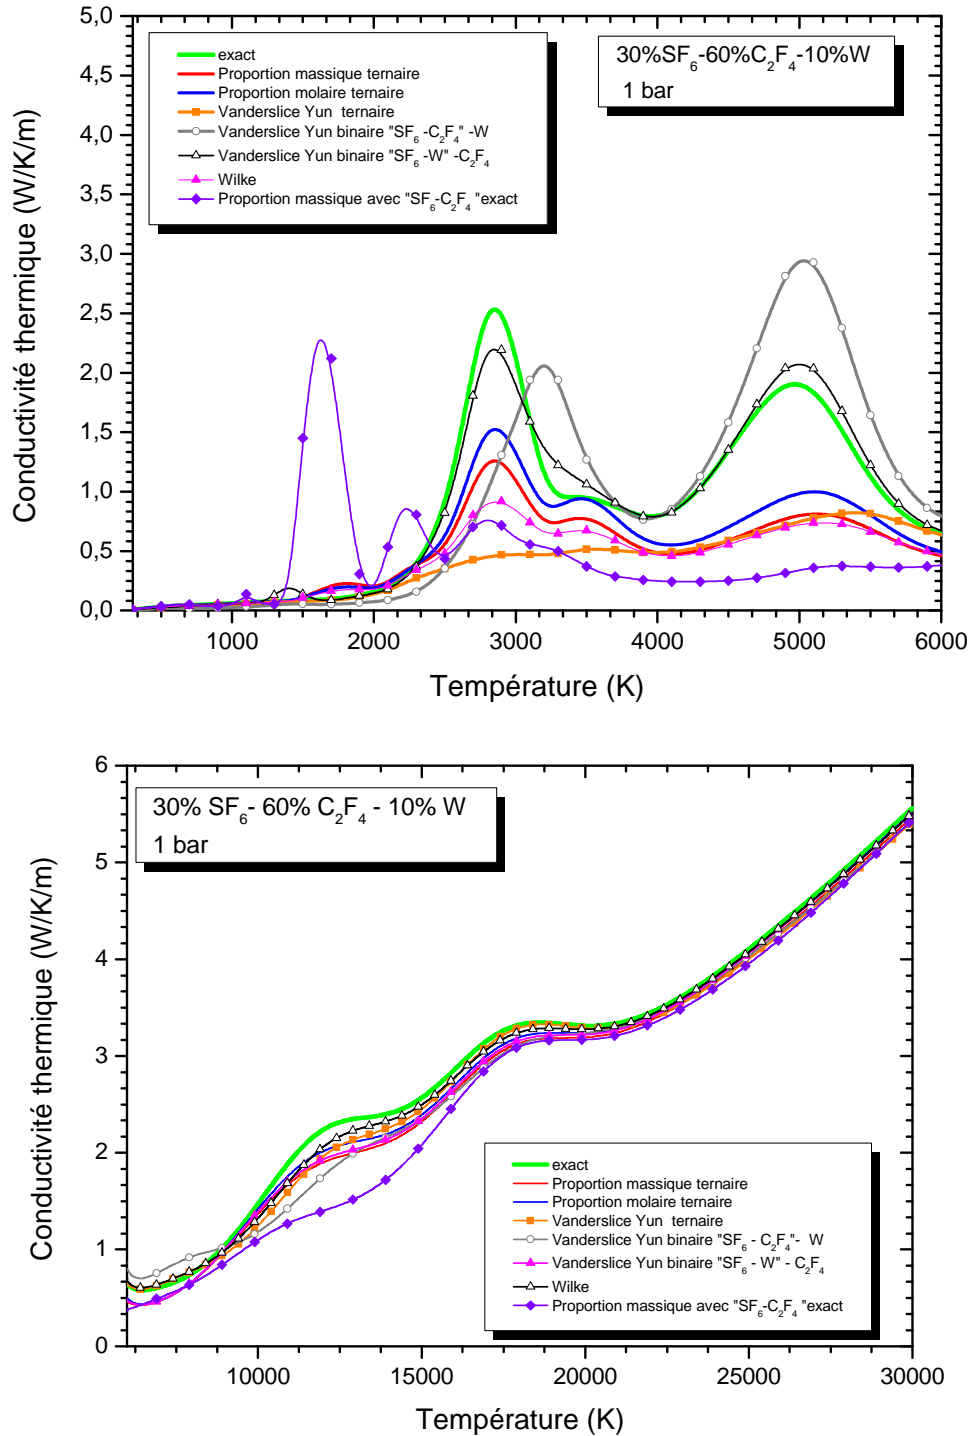 5,0
4,5
4,0
3,5
3,0
2,5
2,0
1,5
1,0
0,5
0,0
Conductivité thermique (W/K/m)
exact
Proportion massique ternaire
Proportion molaire ternaire
Vanderslice Yun  ternaire
Vanderslice Yun binaire "SF6 -C2F4" -W
Vanderslice Yun binaire "SF6 -W" -C2F4
Wilke
Proportion massique avec "SF6-C2F4 "exact
30%SF6-60%C2F4-10%W
1 bar
1000 2000 3000 4000 5000 6000
Température (K)
6
5
4
3
2
1
0
Conductivité thermique (W/K/m)
30% SF6- 60% C2F4 - 10% W
1 bar
exact
Proportion massique ternaire
Proportion molaire ternaire
Vanderslice Yun  ternaire
Vanderslice Yun binaire "SF6 - C2F4"- W
Vanderslice Yun binaire "SF6 - W" - C2F4
Wilke
Proportion massique avec "SF6-C2F4 "exact
10000 15000 20000 25000 30000
Température (K)